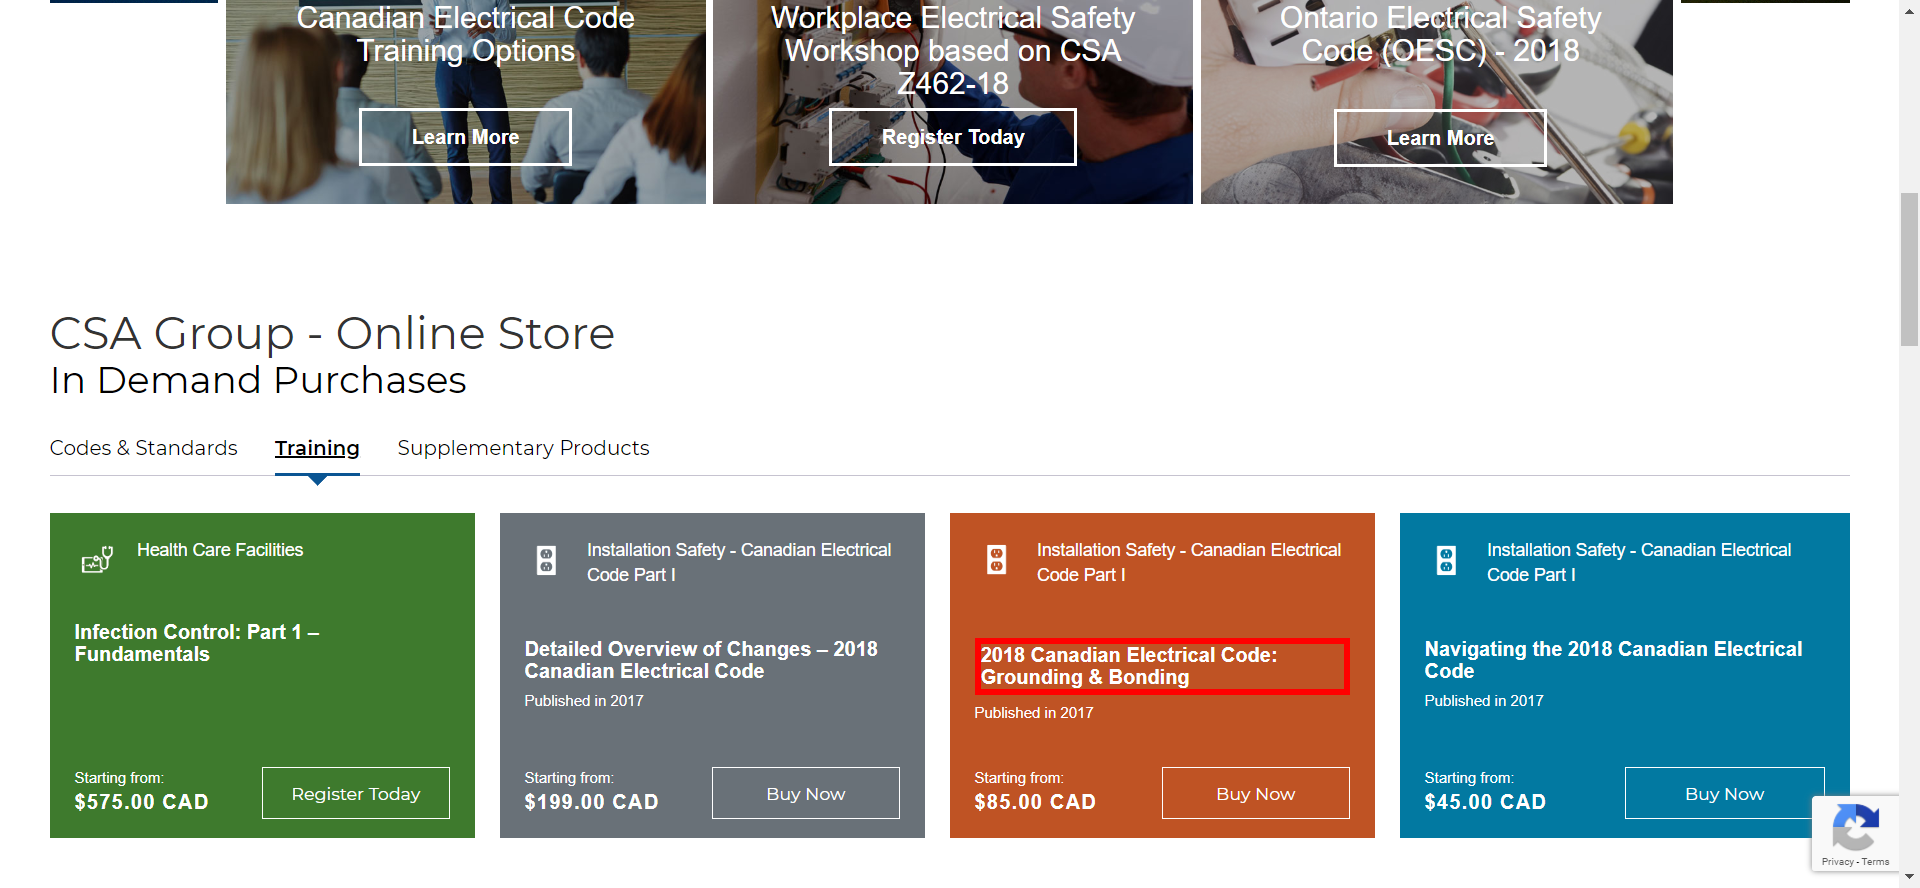 Canadian Electrical Code
Training Options
Learn More
Workplace Electrical Safety
Workshop based on CSA
Z462-18
Register Today
Ontario Electrical Safety
Code (OESC) - 2018
Learn More
CSA Group - Online Store
In Demand Purchases
Codes & Standards
Training
Supplementary Products
Health Care Facilities
Infection Control: Part 1 –
Fundamentals
Starting from:
$575.00 CAD
Register Today
Installation Safety - Canadian Electrical
Code Part I
Detailed Overview of Changes – 2018
Canadian Electrical Code
Published in 2017
Starting from:
$199.00 CAD
Buy Now
Installation Safety - Canadian Electrical
Code Part I
2018 Canadian Electrical Code:
Grounding & Bonding
Published in 2017
Starting from:
$85.00 CAD
Buy Now
Installation Safety - Canadian Electrical
Code Part I
Navigating the 2018 Canadian Electrical
Code
Published in 2017
Starting from:
$45.00 CAD
Buy Now
Privacy - Terms